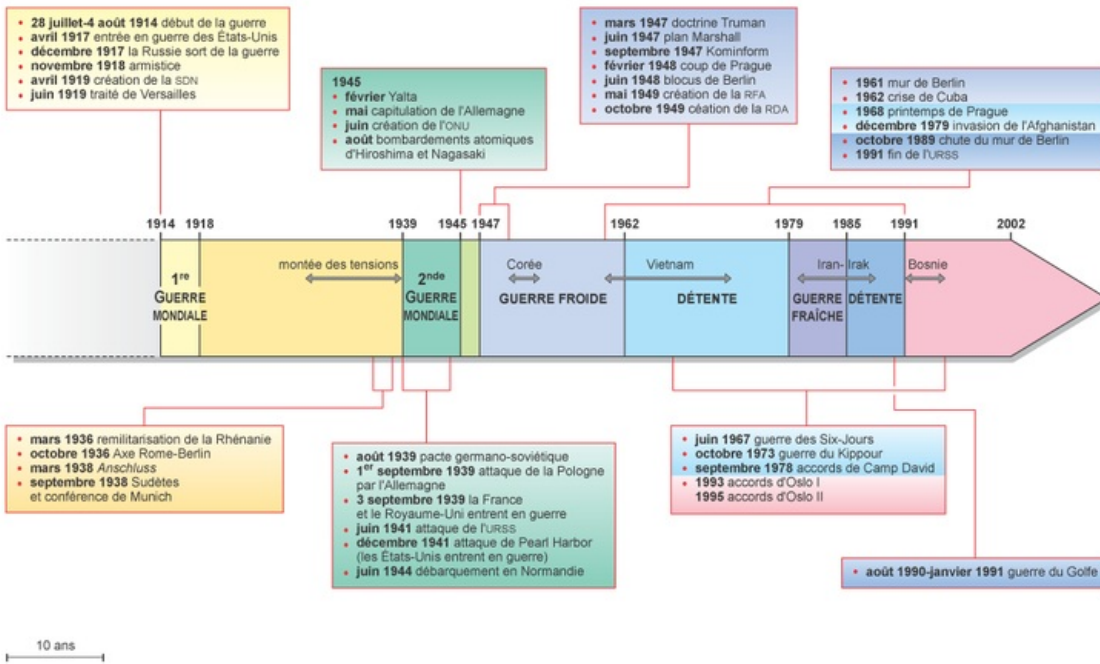 28 juillet-4 août 1914 début de la guerre
avril 1917 entrée en guerre des États-Unis
décembre 1917 la Russie sort de la guerre
novembre 1918 armistice
avril 1919 création de la SDN
juin 1919 traité de Versailles
1945
février Yalta
mai capitulation de l'Allemagne
juin création de l'ONU
août bombardements atomiques
d'Hiroshima et Nagasaki
mars 1947 doctrine Truman
juin 1947 plan Marshall
septembre 1947 Kominform
février 1948 coup de Prague
juin 1948 blocus de Berlin
mai 1949 création de la RFA
octobre 1949 céation de la RDA
1961 mur de Berlin
1962 crise de Cuba
1968 printemps de Prague
décembre 1979 invasion de l'Afghanistan
octobre 1989 chute du mur de Berlin
1991 fin de l'URSS
1914 1918 1939 1945 1947 1962 1979 1985 1991 2002
montée des tensions
Corée
Vietnam
Iran-Irak
Bosnie
1re
GUERRE
MONDIALE
2nde
GUERRE
MONDIALE
GUERRE FROIDE
DÉTENTE
GUERRE
FRAÎCHE
DÉTENTE
mars 1936 remilitarisation de la Rhénanie
octobre 1936 Axe Rome-Berlin
mars 1938 Anschluss
septembre 1938 Sudètes
et conférence de Munich
août 1939 pacte germano-soviétique
1er septembre 1939 attaque de la Pologne
par l'Allemagne
3 septembre 1939 la France
et le Royaume-Uni entrent en guerre
juin 1941 attaque de l'URSS
décembre 1941 attaque de Pearl Harbor
(les États-Unis entrent en guerre)
juin 1944 débarquement en Normandie
juin 1967 guerre des Six-Jours
octobre 1973 guerre du Kippour
septembre 1978 accords de Camp David
1993 accords d'Oslo I
1995 accords d'Oslo II
août 1990-janvier 1991 guerre du Golfe
10 ans